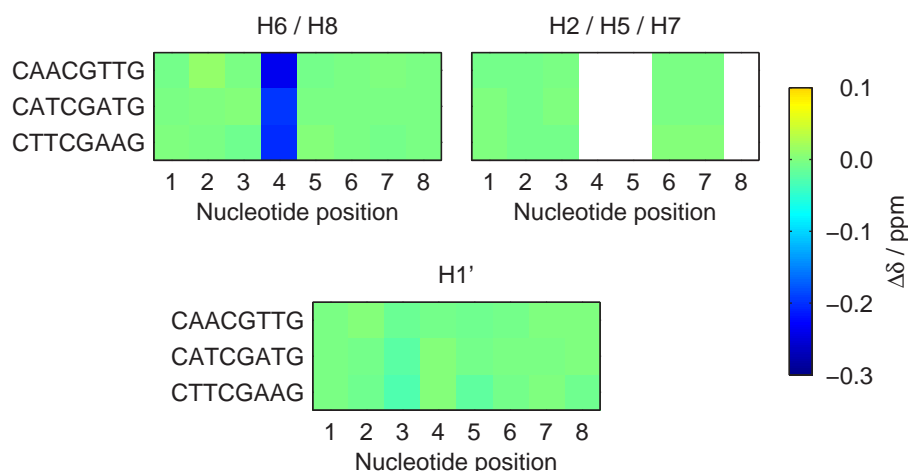 H6 / H8
H2 / H5 / H7
CAACGTTG
CATCGATG
CTTCGAAG
1 2 3 4 5 6 7 8
Nucleotide position
1 2 3 4 5 6 7 8
Nucleotide position
0.1
0.0
−0.1
−0.2
−0.3
Δδ / ppm
H1'
CAACGTTG
CATCGATG
CTTCGAAG
1 2 3 4 5 6 7 8
Nucleotide position